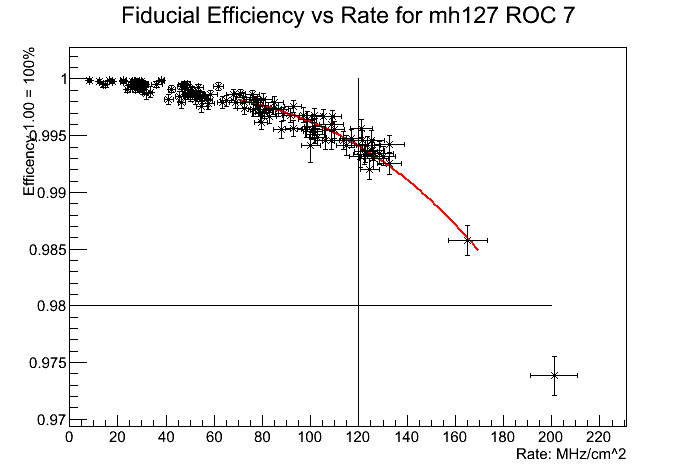 Fiducial Efficiency vs Rate for mh127 ROC 7
Efficency 1.00 = 100%
1
0.995
0.99
0.985
0.98
0.975
0.97
0 20 40 60 80 100 120 140 160 180 200 220
Rate: MHz/cm^2